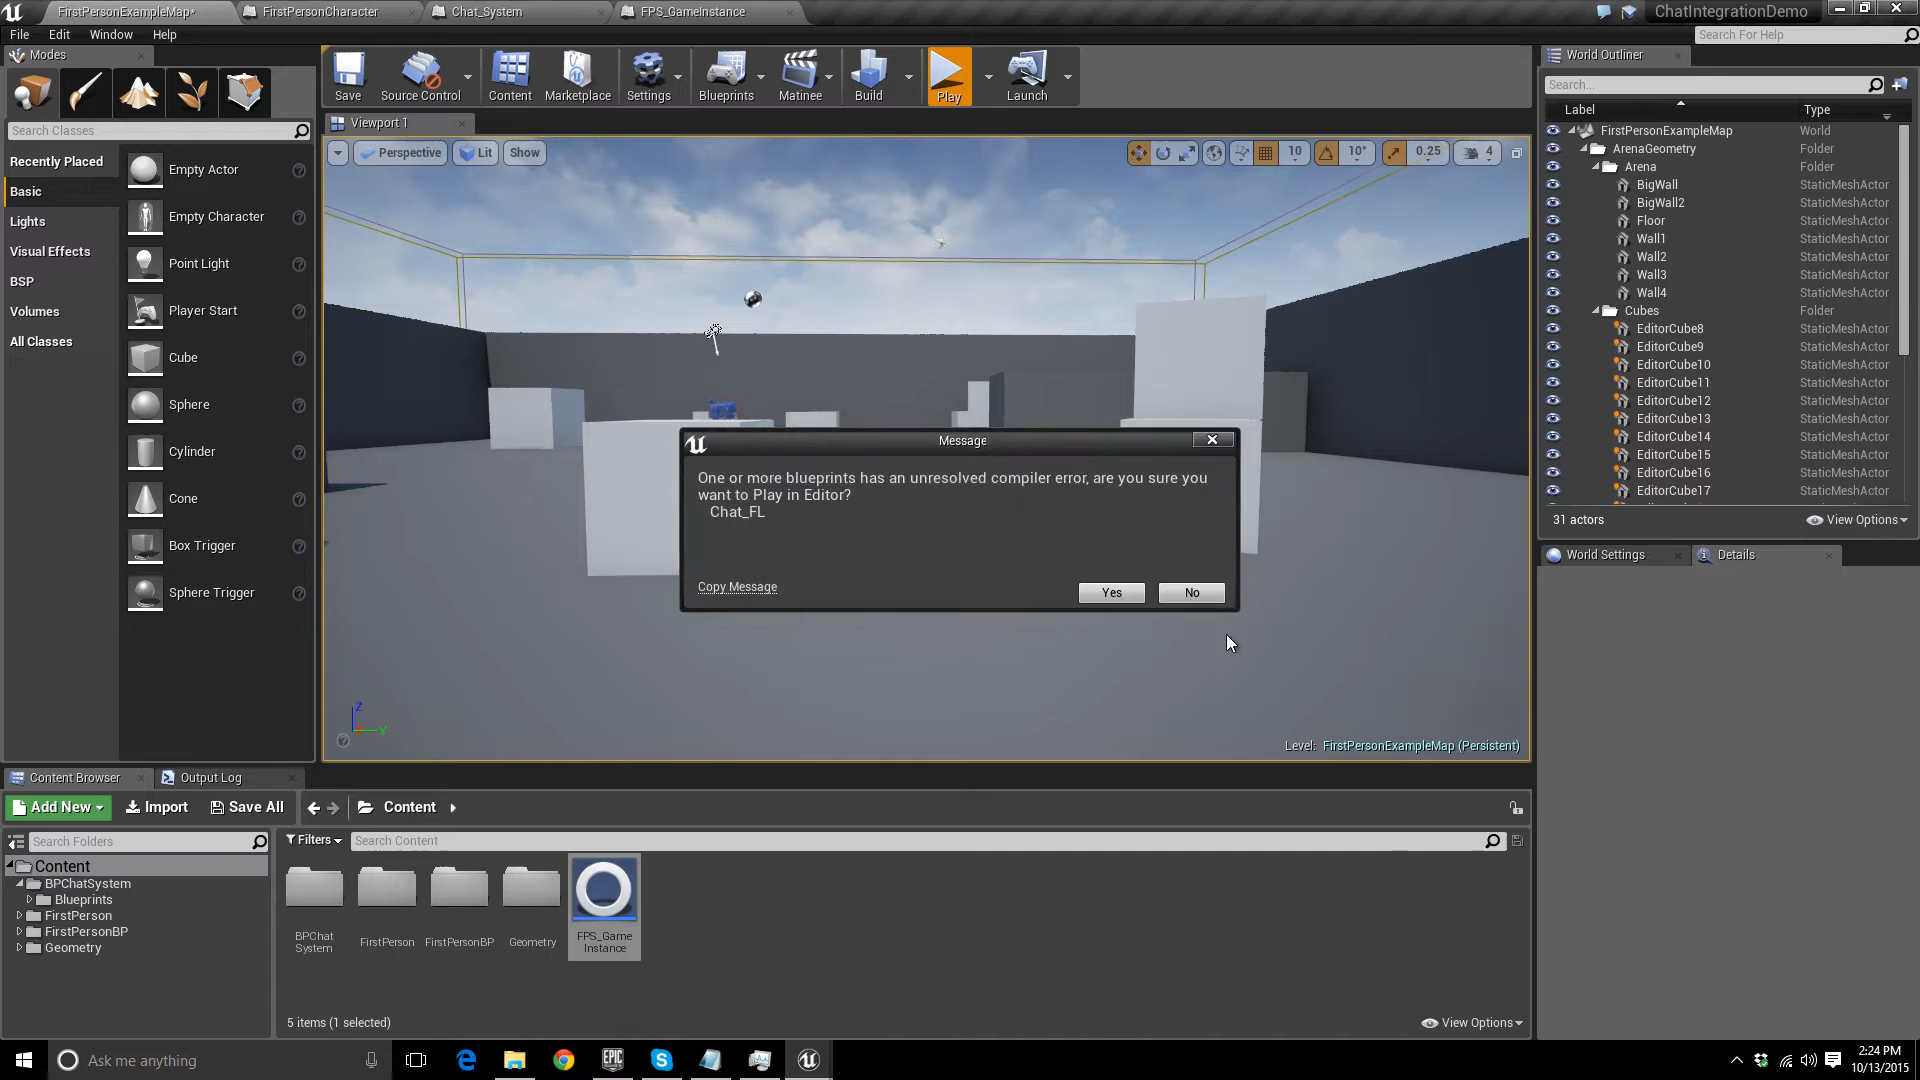 FirstPersonExampleMap*
FirstPersonCharacter
Chat_System
FPS_GameInstance
ChatIntegrationDemo
File Edit Window Help
Search For Help
Modes
Save
Source Control
Content
Marketplace
Settings
Blueprints
Matinee
Build
Play
Launch
World Outliner
Search...
Search Classes
Viewport 1
Label Type
Perspective Lit Show
10 10° 0.25 4
Recently Placed
Basic
Lights
Visual Effects
BSP
Volumes
All Classes
Empty Actor
Empty Character
Point Light
Player Start
Cube
Sphere
Cylinder
Cone
Box Trigger
Sphere Trigger
FirstPersonExampleMap World
ArenaGeometry Folder
Arena Folder
BigWall StaticMeshActor
BigWall2 StaticMeshActor
Floor StaticMeshActor
Wall1 StaticMeshActor
Wall2 StaticMeshActor
Wall3 StaticMeshActor
Wall4 StaticMeshActor
Cubes Folder
EditorCube8 StaticMeshActor
EditorCube9 StaticMeshActor
EditorCube10 StaticMeshActor
EditorCube11 StaticMeshActor
EditorCube12 StaticMeshActor
EditorCube13 StaticMeshActor
EditorCube14 StaticMeshActor
EditorCube15 StaticMeshActor
EditorCube16 StaticMeshActor
EditorCube17 StaticMeshActor
31 actors View Options
World Settings Details
Message
One or more blueprints has an unresolved compiler error, are you sure you
want to Play in Editor?
Chat_FL
Copy Message
Yes
No
Z
Y
Level: FirstPersonExampleMap (Persistent)
Content Browser Output Log
Add New Import Save All Content
Search Folders
Filters
Search Content
Content
BPChatSystem
Blueprints
FirstPerson
FirstPersonBP
Geometry
BPChat
System
FirstPerson
FirstPersonBP
Geometry
FPS_Game
Instance
5 items (1 selected)
View Options
Ask me anything
EPIC
GAMES
2:24 PM
10/13/2015